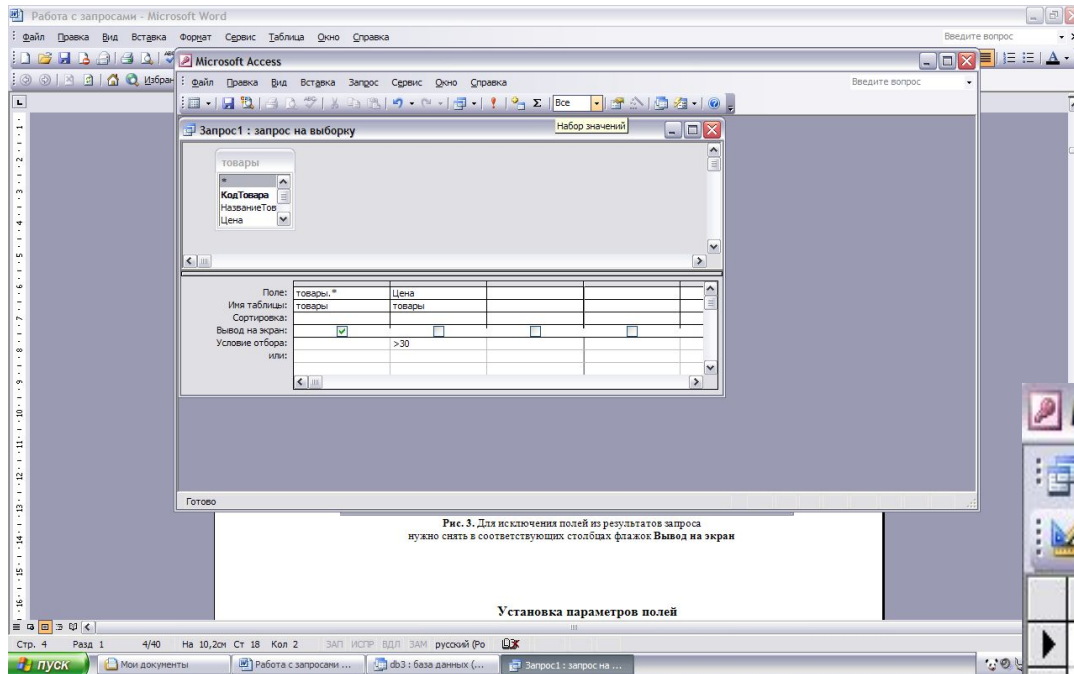 Работа с запросами - Microsoft Word
Файл Правка Вид Вставка Формат Сервис Таблица Окно Справка Введите вопрос
Избран
Microsoft Access
Файл Правка Вид Вставка Запрос Сервис Окно Справка Введите вопрос
Все
Набор значений
Запрос1 : запрос на выборку
товары
*
КодТовара
НазваниеТов
Цена
Поле: товары.* Цена
Имя таблицы: товары товары
Сортировка:
Вывод на экран:
Условие отбора: >30
или:
Готово
Рис. 3. Для исключения полей из результатов запроса
нужно снять в соответствующих столбцах флажок Вывод на экран
Установка параметров полей
Стр. 4 Разд 1 4/40 На 10,2см Ст 18 Кол 2 ЗАП ИСПР ВДЛ ЗАМ русский (Ро
пуск Мои документы Работа с запросами ... db3 : база данных (... Запрос1 : запрос на ...